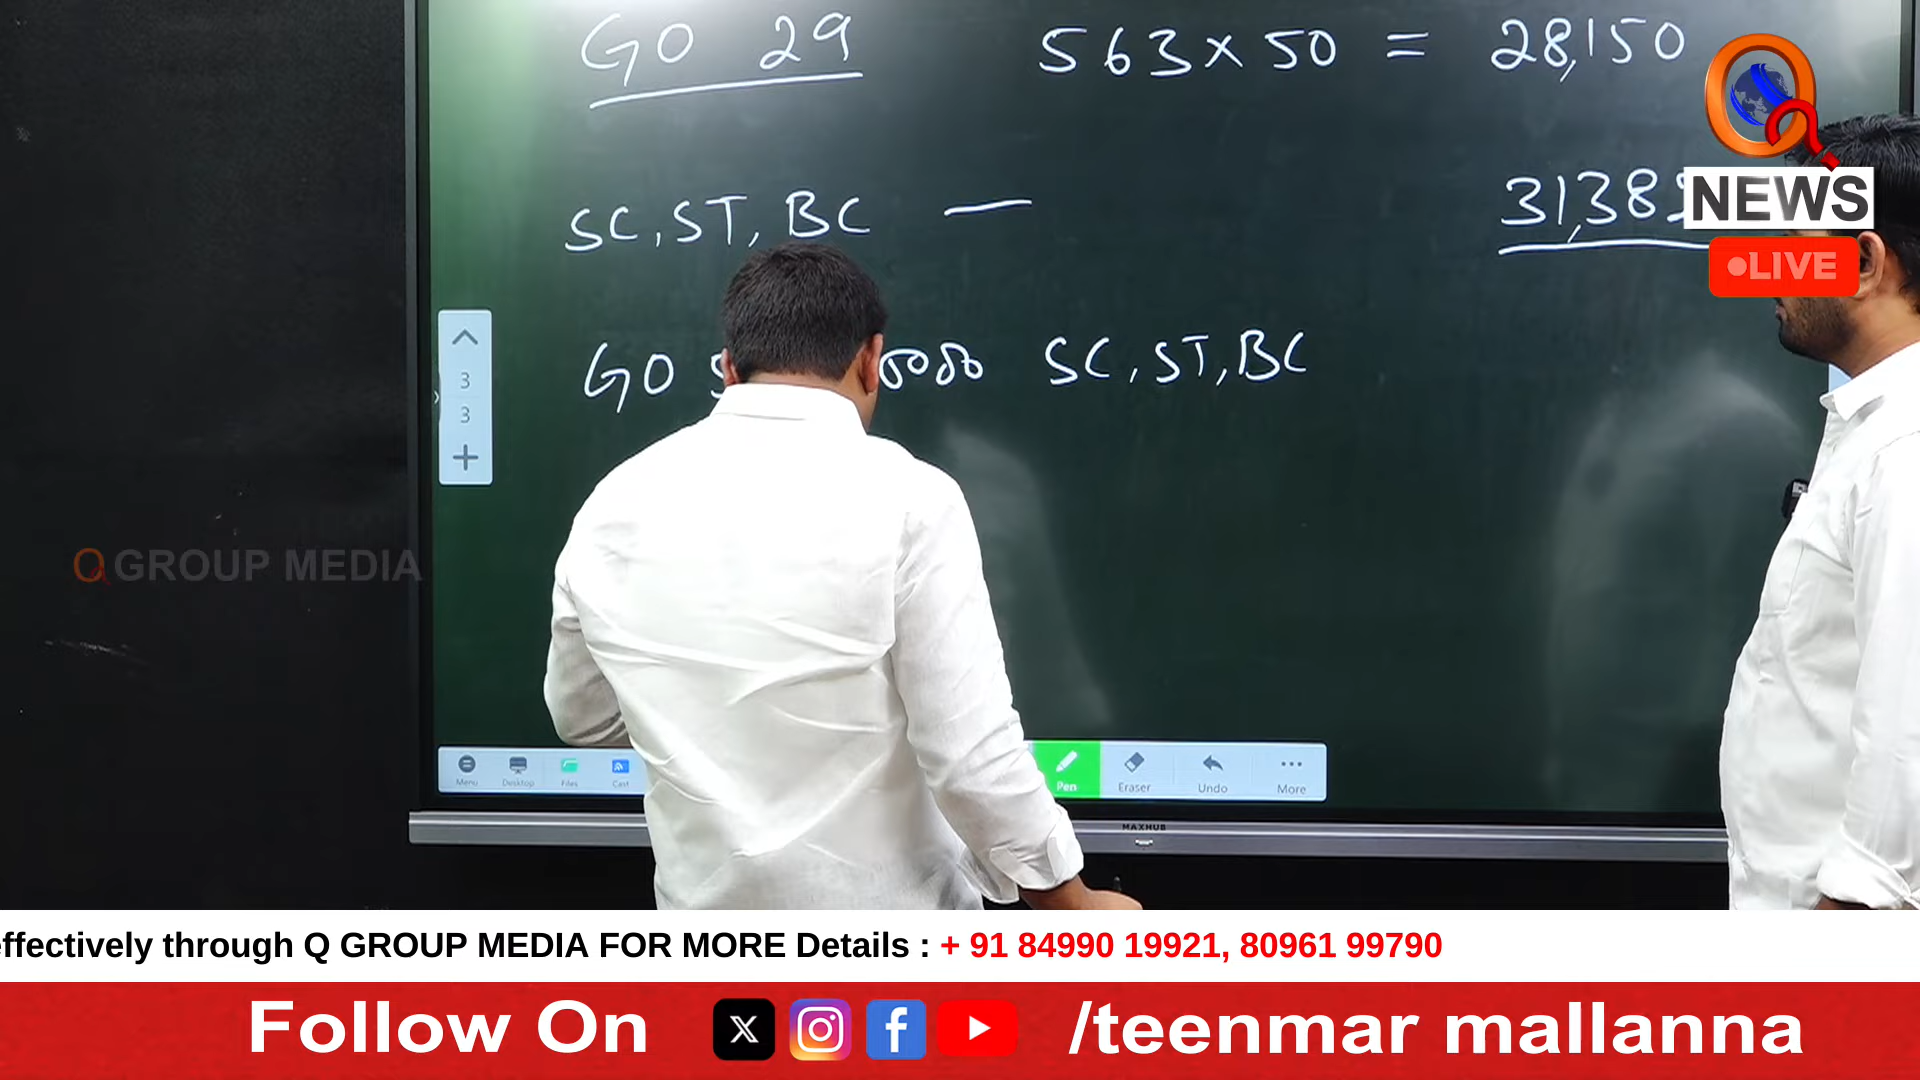 GO 29 563 x 50 = 28,150
SC, ST, BC — 31,38
GO SC, ST, BC
NEWS
LIVE
3
3
Q GROUP MEDIA
Menu Desktop Files Cast Pen Eraser Undo More
MAXHUB
ffectively through Q GROUP MEDIA FOR MORE Details : + 91 84990 19921, 80961 99790
Follow On /teenmar mallanna